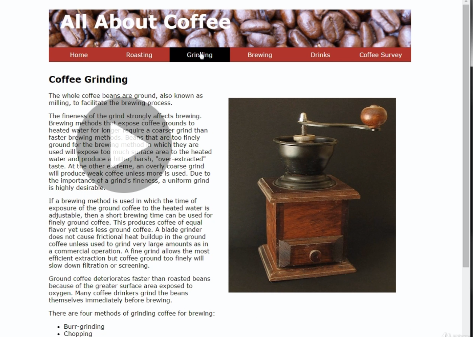 All About Coffee
Home Roasting Grinding Brewing Drinks Coffee Survey
Coffee Grinding
The whole coffee beans are ground, also known as
milling, to facilitate the brewing process.
The fineness of the grind strongly affects brewing.
Brewing methods that expose coffee grounds to
heated water for longer require a coarser grind than
faster brewing methods. Beans that are too finely
ground for the brewing method in which they are
used will expose too much surface area to the heated
water and produce a bitter, harsh, "over-extracted"
taste. At the other extreme, an overly coarse grind
will produce weak coffee unless more is used. Due to
the importance of a grind's fineness, a uniform grind
is highly desirable.
If a brewing method is used in which the time of
exposure of the ground coffee to the heated water is
adjustable, then a short brewing time can be used for
finely ground coffee. This produces coffee of equal
flavor yet uses less ground coffee. A blade grinder
does not cause frictional heat buildup in the ground
coffee unless used to grind very large amounts as in
a commercial operation. A fine grind allows the most
efficient extraction but coffee ground too finely will
slow down filtration or screening.
Ground coffee deteriorates faster than roasted beans
because of the greater surface area exposed to
oxygen. Many coffee drinkers grind the beans
themselves immediately before brewing.
There are four methods of grinding coffee for brewing:
• Burr-grinding
• Chopping